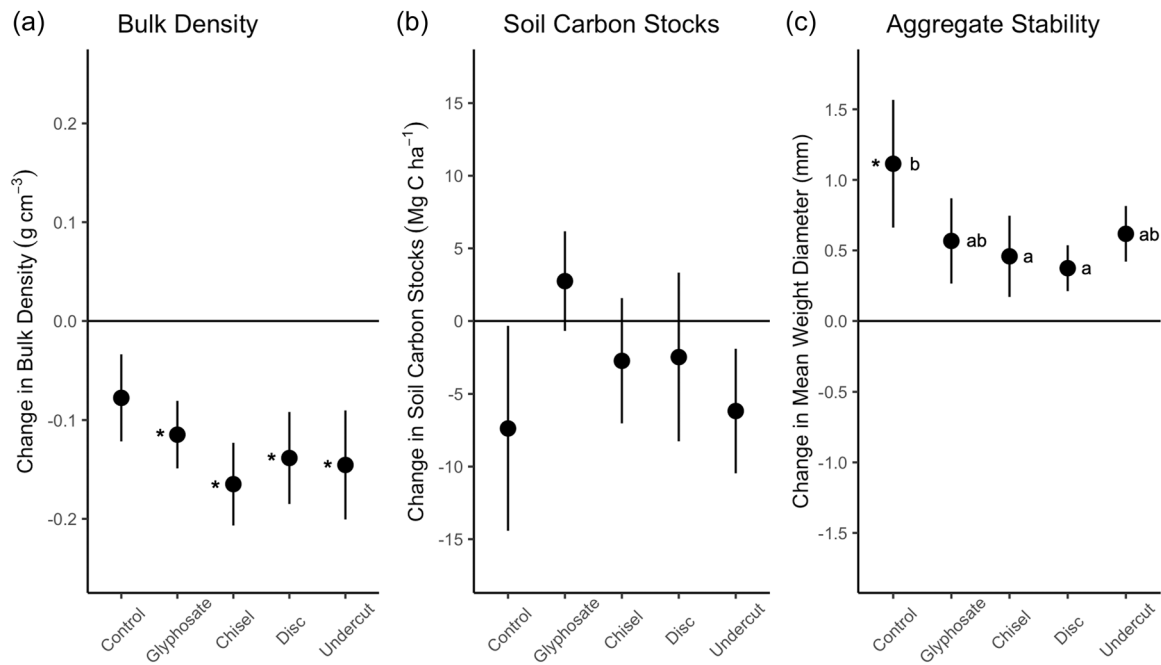 (a) Bulk Density
Change in Bulk Density (g cm⁻³)
0.2
0.1
0.0
-0.1
-0.2
*
*
*
*
Control
Glyphosate
Chisel
Disc
Undercut
(b) Soil Carbon Stocks
Change in Soil Carbon Stocks (Mg C ha⁻¹)
15
10
5
0
-5
-10
-15
Control
Glyphosate
Chisel
Disc
Undercut
(c) Aggregate Stability
Change in Mean Weight Diameter (mm)
1.5
1.0
0.5
0.0
-0.5
-1.0
-1.5
* b
ab
a
a
ab
Control
Glyphosate
Chisel
Disc
Undercut